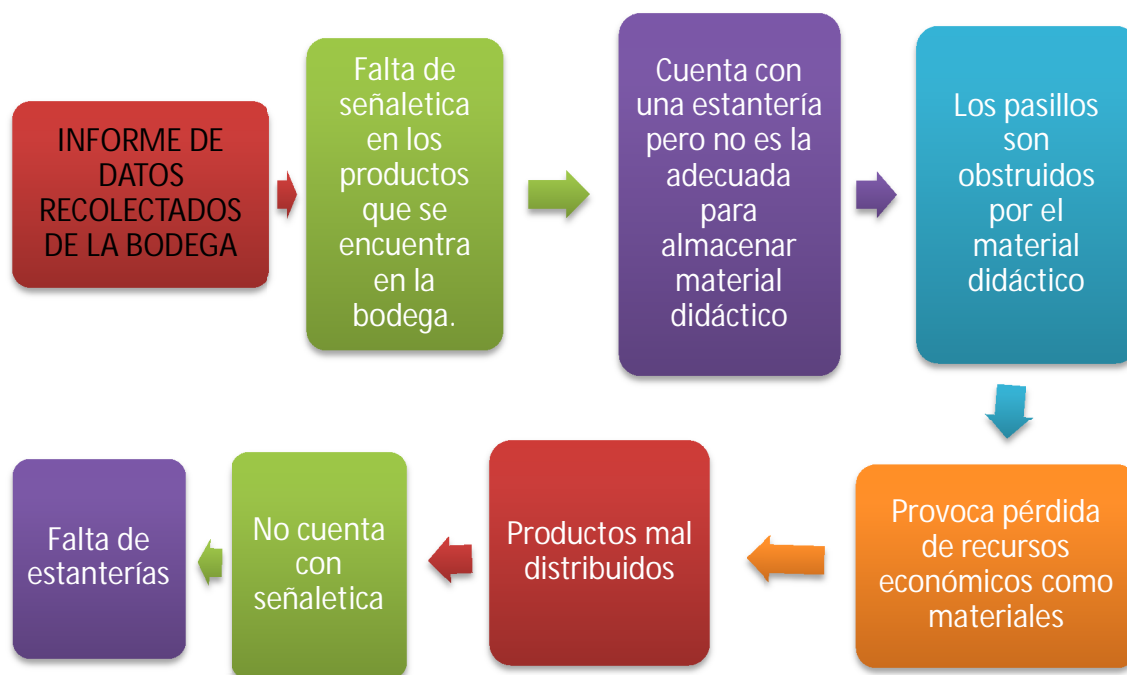 INFORME DE
DATOS
RECOLECTADOS
DE LA BODEGA
Falta de
señaletica
en los
productos
que se
encuentra
en la
bodega.
Cuenta con
una estantería
pero no es la
adecuada
para
almacenar
material
didáctico
Los pasillos
son
obstruidos
por el
material
didáctico
Provoca pérdida
de recursos
económicos como
materiales
Productos mal
distribuidos
No cuenta
con
señaletica
Falta de
estanterías